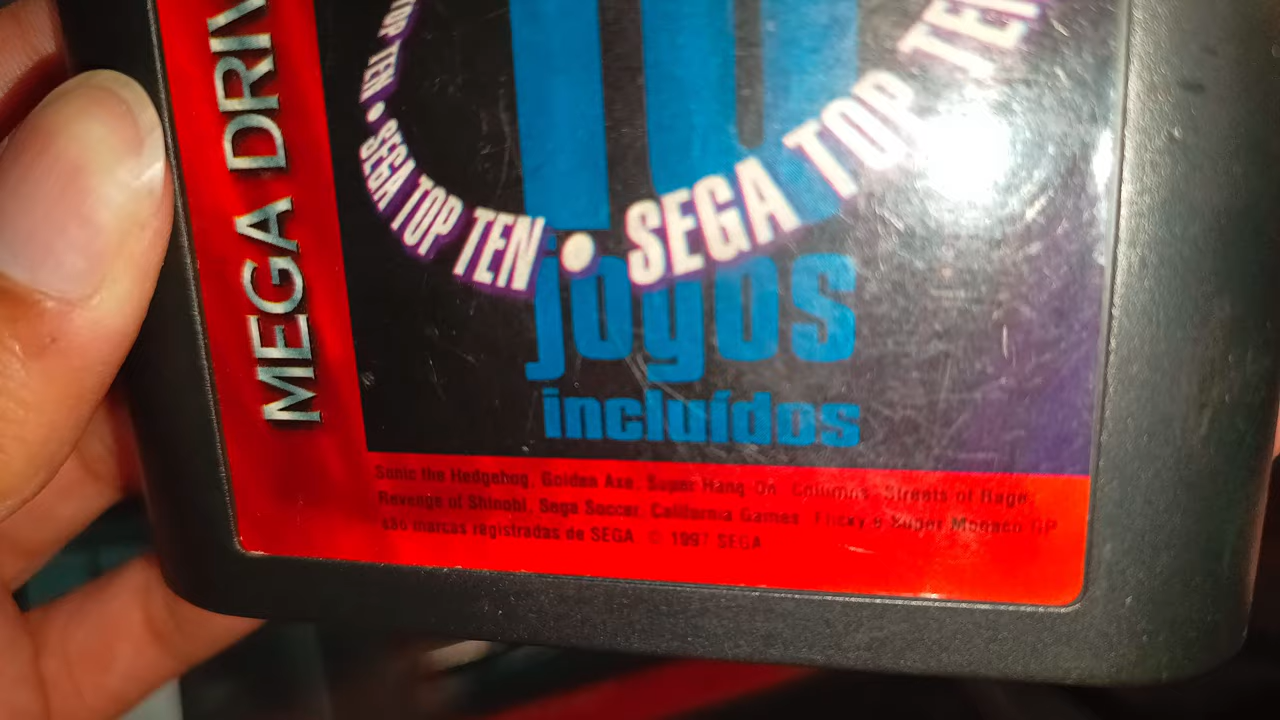 MEGA DRIV
TOP TEN • SEGA TOP TEN • SEGA TOP TEN
10
jogos
incluídos
Sonic the Hedgehog, Golden Axe, Super Hang On, Columns, Streets of Rage,
Revenge of Shinobi, Sega Soccer, California Games, Flicky e Super Monaco GP
são marcas registradas de SEGA © 1997 SEGA